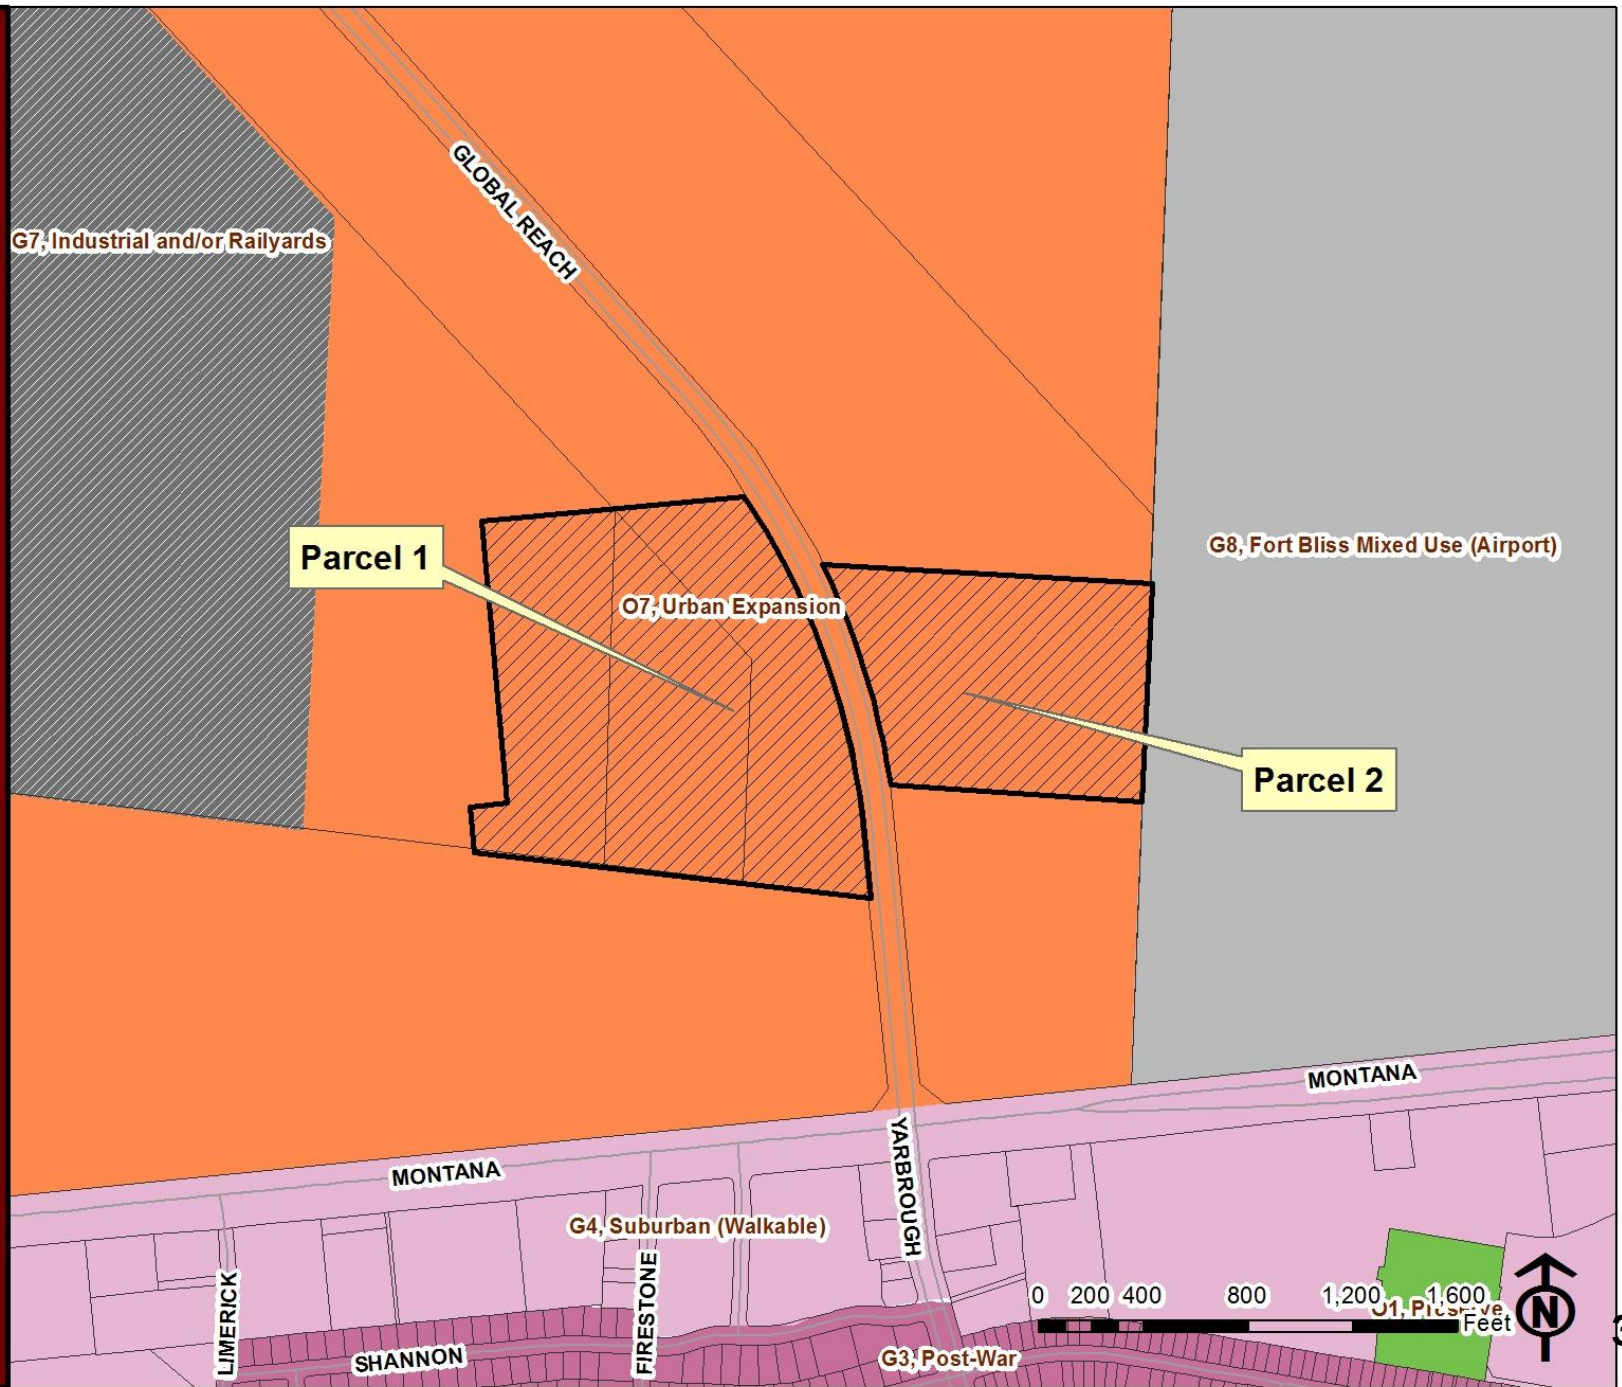 GLOBAL REACH
G7, Industrial and/or Railyards
Parcel 1
G8, Fort Bliss Mixed Use (Airport)
O7, Urban Expansion
Parcel 2
MONTANA
MONTANA
YARBROUGH
G4, Suburban (Walkable)
LIMERICK
FIRESTONE
0 200 400 800 1,200 1,600
Feet
O1, Preserve
N
SHANNON
G3, Post-War